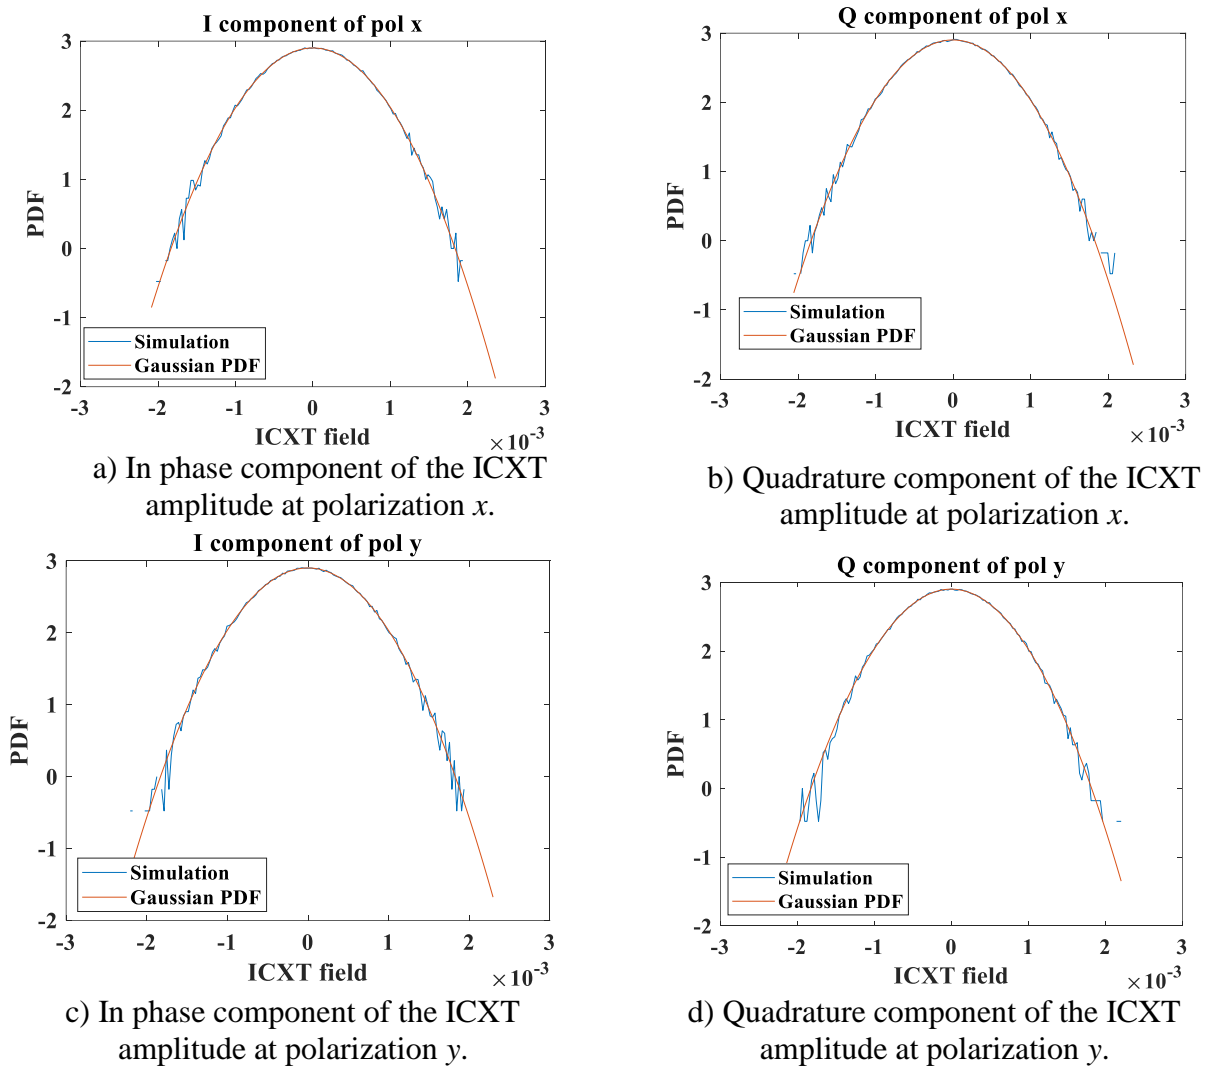 I component of pol x
3
2
1
0
-1
-2
PDF
Simulation
Gaussian PDF
-3 -2 -1 0 1 2 3
ICXT field
×10-3
a) In phase component of the ICXT
amplitude at polarization x.
Q component of pol x
3
2
1
0
-1
-2
PDF
Simulation
Gaussian PDF
-3 -2 -1 0 1 2 3
ICXT field
×10-3
b) Quadrature component of the ICXT
amplitude at polarization x.
I component of pol y
3
2
1
0
-1
-2
PDF
Simulation
Gaussian PDF
-3 -2 -1 0 1 2 3
ICXT field
×10-3
c) In phase component of the ICXT
amplitude at polarization y.
Q component of pol y
3
2
1
0
-1
-2
PDF
Simulation
Gaussian PDF
-3 -2 -1 0 1 2 3
ICXT field
×10-3
d) Quadrature component of the ICXT
amplitude at polarization y.